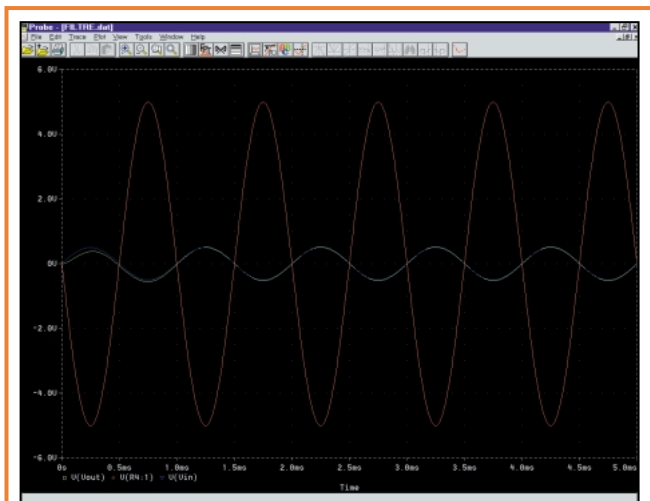 Probe - [FILTRE.dat]
File Edit Trace Plot View Tools Window Help
6.0V
4.0V
2.0V
0V
-2.0V
-4.0V
-6.0V
0s 0.5ms 1.0ms 1.5ms 2.0ms 2.5ms 3.0ms 3.5ms 4.0ms 4.5ms 5.0ms
V(Vout) V(R4:1) V(Vin)
Time